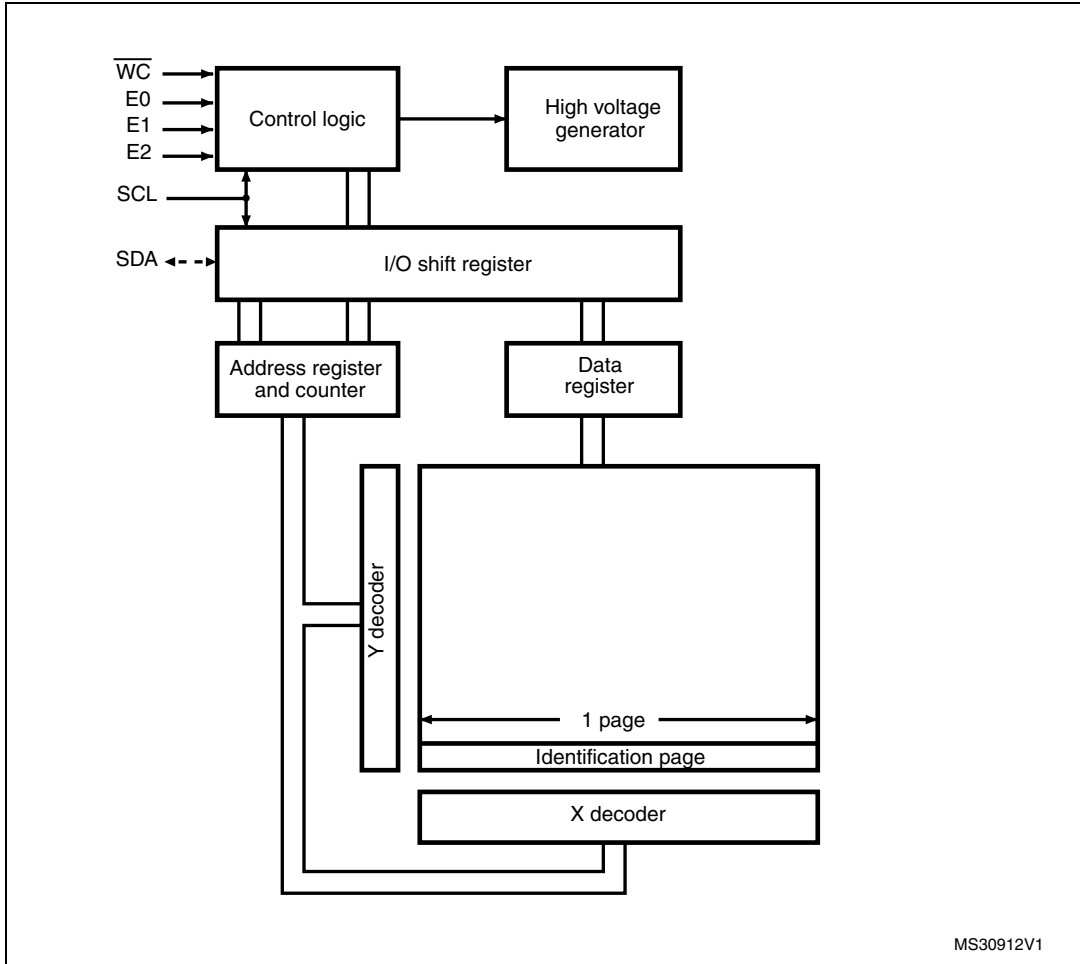 W̅C̅
E0
E1
E2
SCL
SDA
Control logic
High voltage
generator
I/O shift register
Address register
and counter
Data
register
Y decoder
1 page
Identification page
X decoder
MS30912V1